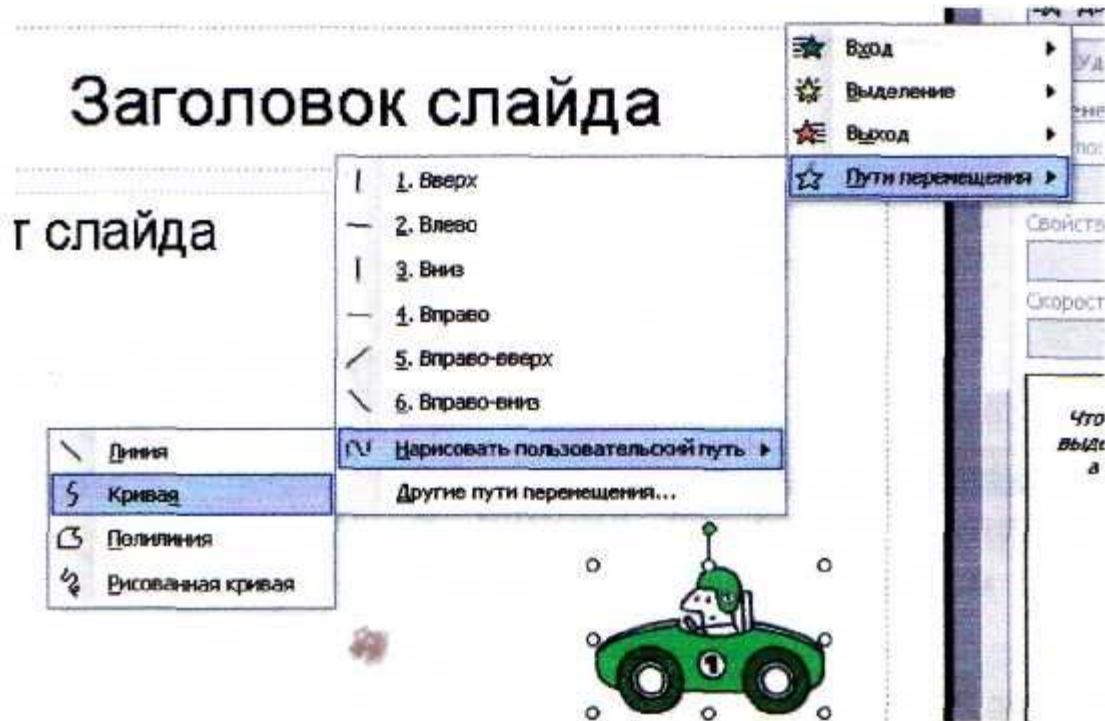 Заголовок слайда
т слайда
Вход
Выделение
Выход
Пути перемещения
1. Вверх
2. Влево
3. Вниз
4. Вправо
5. Вправо-вверх
6. Вправо-вниз
Нарисовать пользовательский путь
Другие пути перемещения...
Линия
Кривая
Полилиния
Рисованная кривая
Свойств
Скорост
Что
выде
а
1